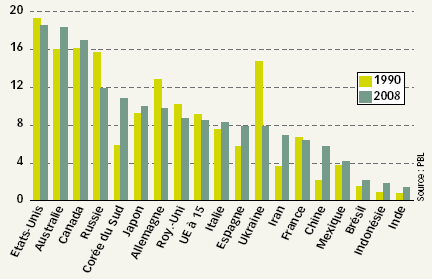 20
16
12
8
4
0
1990
2008
Etats-Unis
Australie
Canada
Russie
Corée du Sud
Japon
Allemagne
Roy.-Uni
UE à 15
Italie
Espagne
Ukraine
Iran
France
Chine
Mexique
Brésil
Indonésie
Inde
Source : PBL